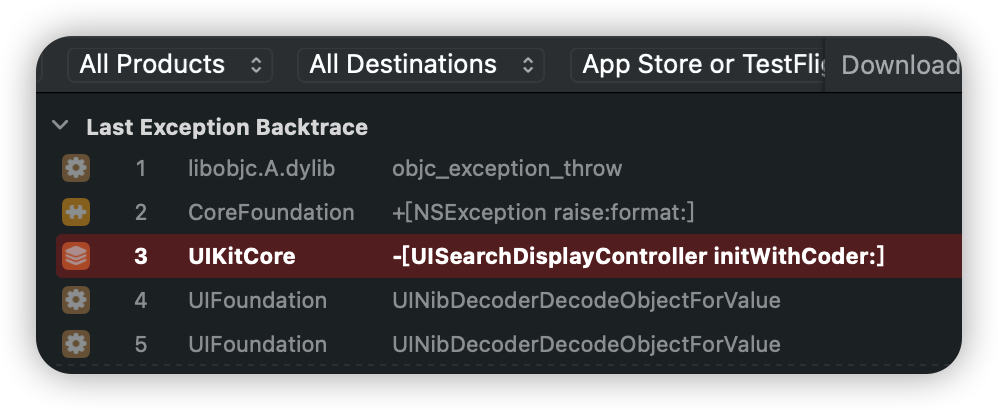 All Products All Destinations App Store or TestFlig Download
Last Exception Backtrace
1 libobjc.A.dylib objc_exception_throw
2 CoreFoundation +[NSException raise:format:]
3 UIKitCore -[UISearchDisplayController initWithCoder:]
4 UIFoundation UINibDecoderDecodeObjectForValue
5 UIFoundation UINibDecoderDecodeObjectForValue